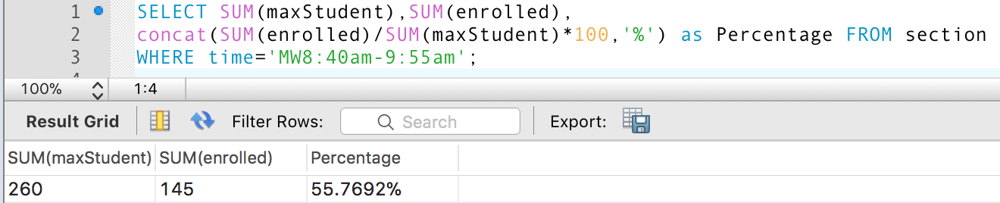 1 SELECT SUM(maxStudent),SUM(enrolled),
2 concat(SUM(enrolled)/SUM(maxStudent)*100,'%') as Percentage FROM section
3 WHERE time='MW8:40am-9:55am';
4
100% 1:4
Result Grid Filter Rows: Search Export:
SUM(maxStudent) SUM(enrolled) Percentage
260 145 55.7692%